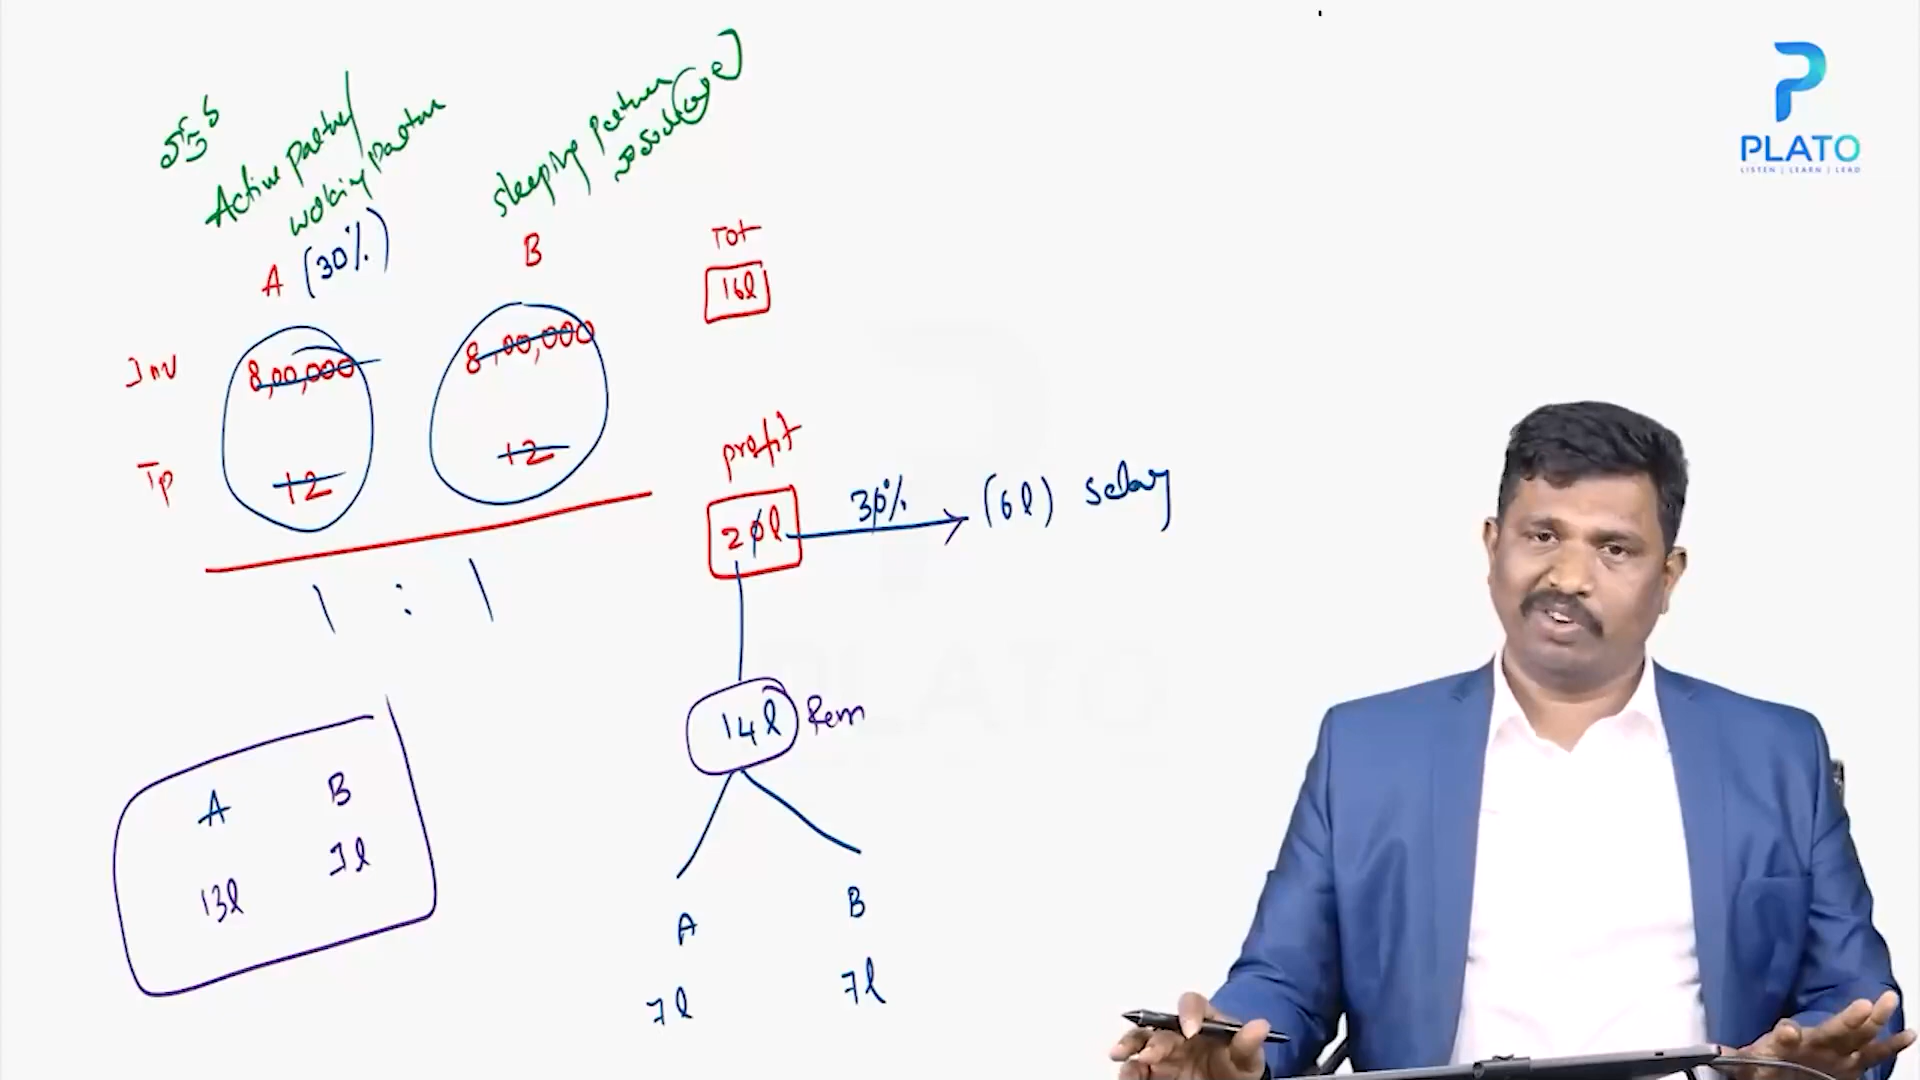 Active partner/
working partner
sleeping partner
A (30%)
B
Tot
16l
Inv
8,00,000
8,00,000
Tp
12
12
1 : 1
profit
20l
30%
(6l) salary
14l Rem
A
B
7l
7l
A
B
13l
7l
PLATO
LISTEN | LEARN | LEAD
PLATO